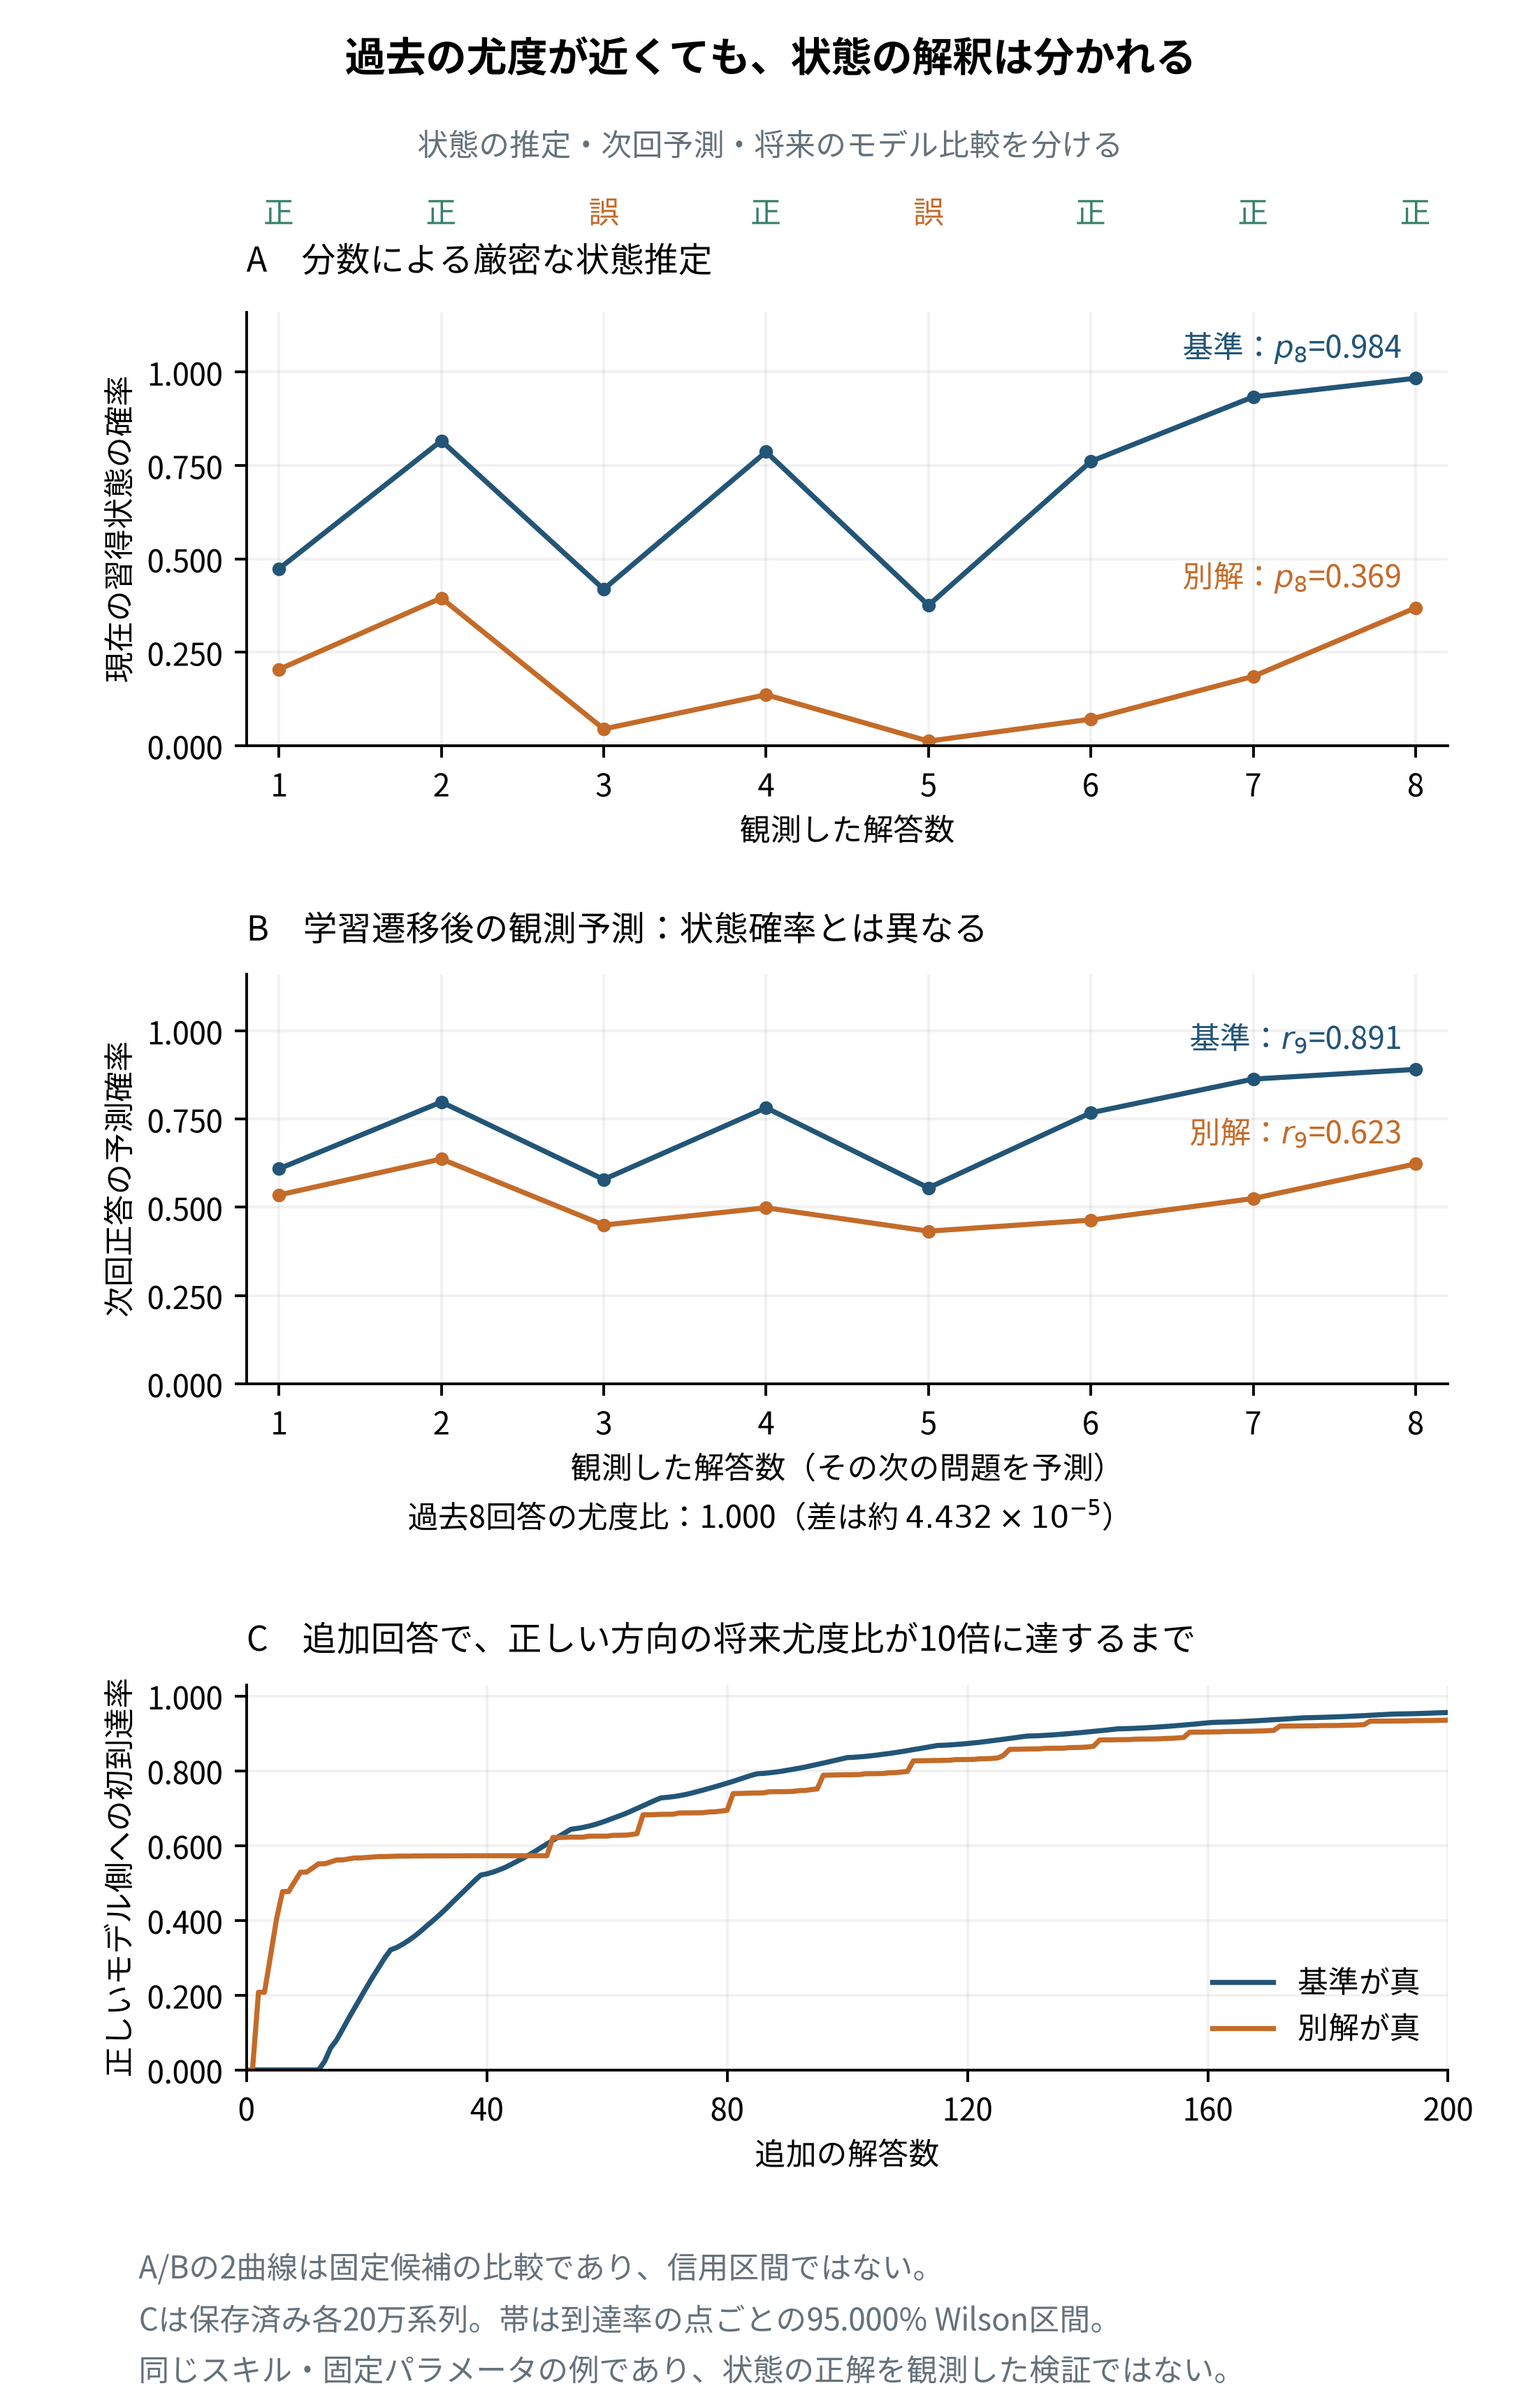 過去の尤度が近くても、状態の解釈は分かれる
状態の推定・次回予測・将来のモデル比較を分ける
正 正 誤 正 誤 正 正 正
A 分数による厳密な状態推定
現在の習得状態の確率
1.000
0.750
0.500
0.250
0.000
基準：p₈=0.984
別解：p₈=0.369
1 2 3 4 5 6 7 8
観測した解答数
B 学習遷移後の観測予測：状態確率とは異なる
次回正答の予測確率
1.000
0.750
0.500
0.250
0.000
基準：r₉=0.891
別解：r₉=0.623
1 2 3 4 5 6 7 8
観測した解答数（その次の問題を予測）
過去8回答の尤度比：1.000（差は約 4.432 × 10⁻⁵）
C 追加回答で、正しい方向の将来尤度比が10倍に達するまで
正しいモデル側への初到達率
1.000
0.800
0.600
0.400
0.200
0.000
基準が真
別解が真
0 40 80 120 160 200
追加の解答数
A/Bの2曲線は固定候補の比較であり、信用区間ではない。
Cは保存済み各20万系列。帯は到達率の点ごとの95.000% Wilson区間。
同じスキル・固定パラメータの例であり、状態の正解を観測した検証ではない。